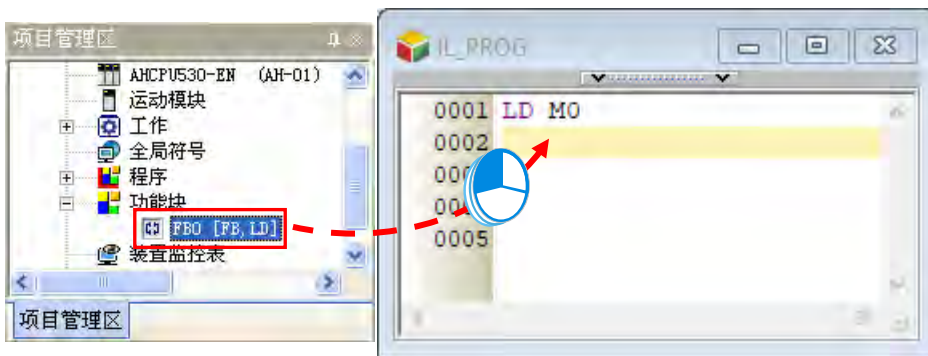 项目管理区
AHCPU530-EN (AH-01)
运动模块
工作
全局符号
程序
功能块
FB0 [FB,LD]
装置监控表
项目管理区
IL_PROG
0001 LD M0
0002
0005